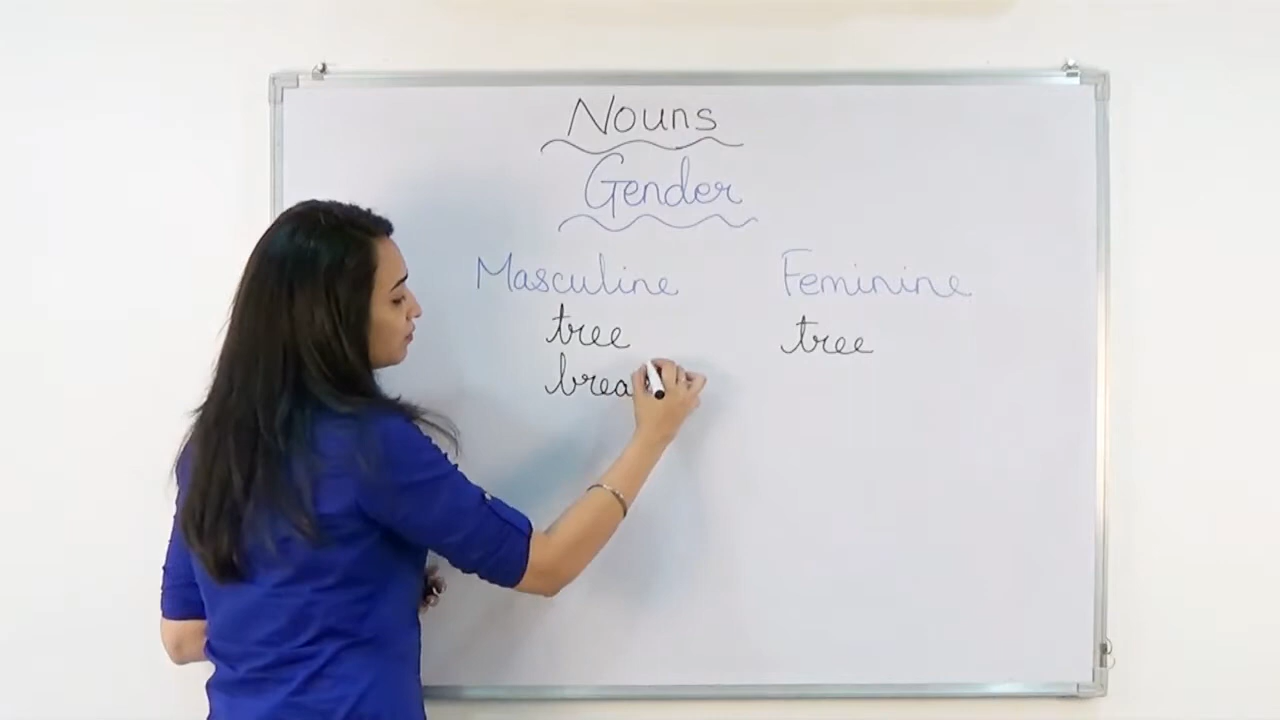 Nouns
Gender
Masculine Feminine
tree tree
brea